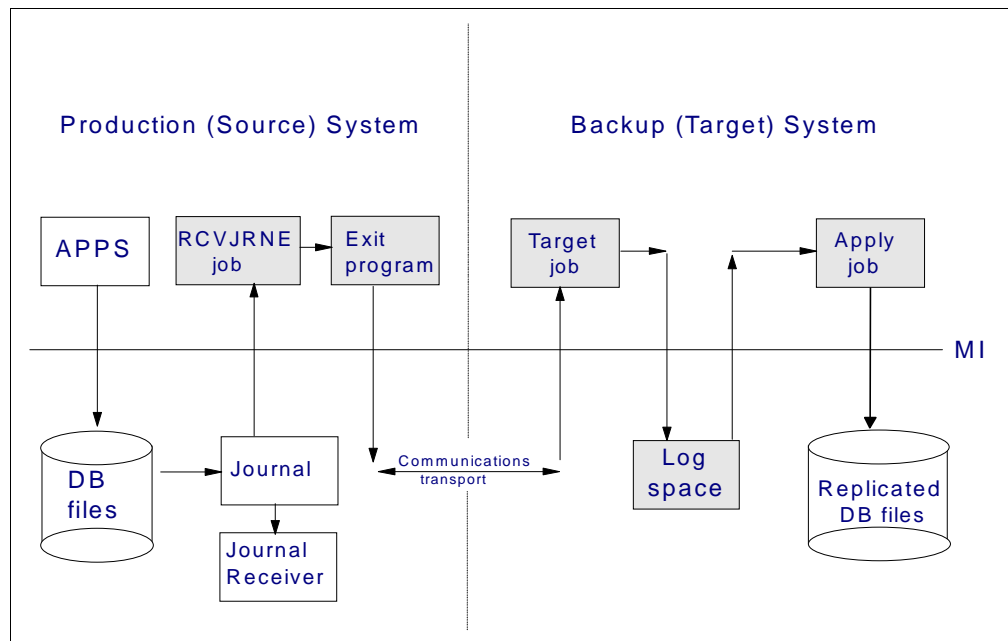 Production (Source) System
Backup (Target) System
APPS
RCVJRNE
job
Exit
program
Target
job
Apply
job
MI
DB
files
Journal
Journal
Receiver
Communications
transport
Log
space
Replicated
DB files